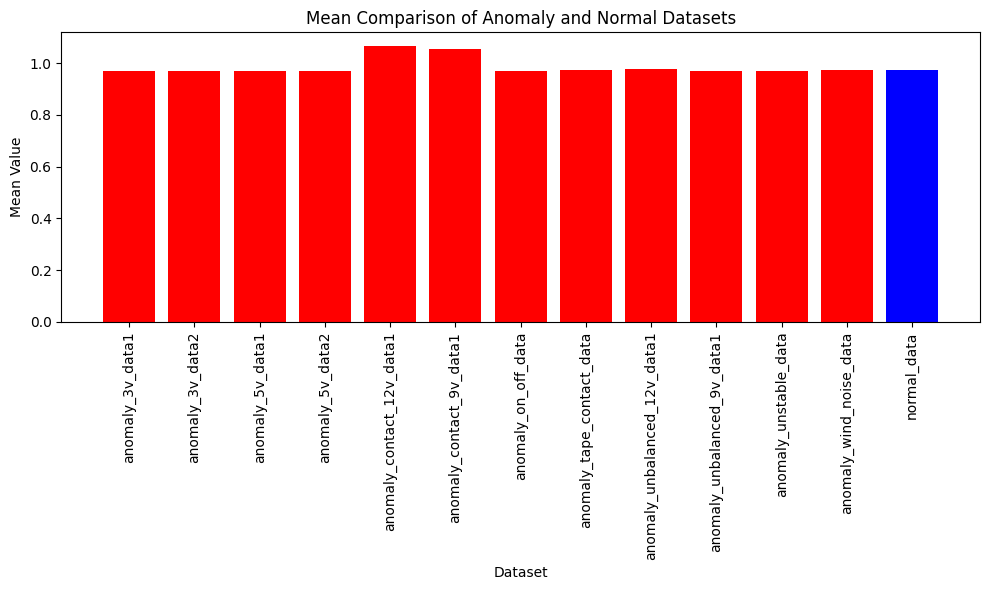 Mean Comparison of Anomaly and Normal Datasets
Mean Value
1.0
0.8
0.6
0.4
0.2
0.0
anomaly_3v_data1
anomaly_3v_data2
anomaly_5v_data1
anomaly_5v_data2
anomaly_contact_12v_data1
anomaly_contact_9v_data1
anomaly_on_off_data
anomaly_tape_contact_data
anomaly_unbalanced_12v_data1
anomaly_unbalanced_9v_data1
anomaly_unstable_data
anomaly_wind_noise_data
normal_data
Dataset